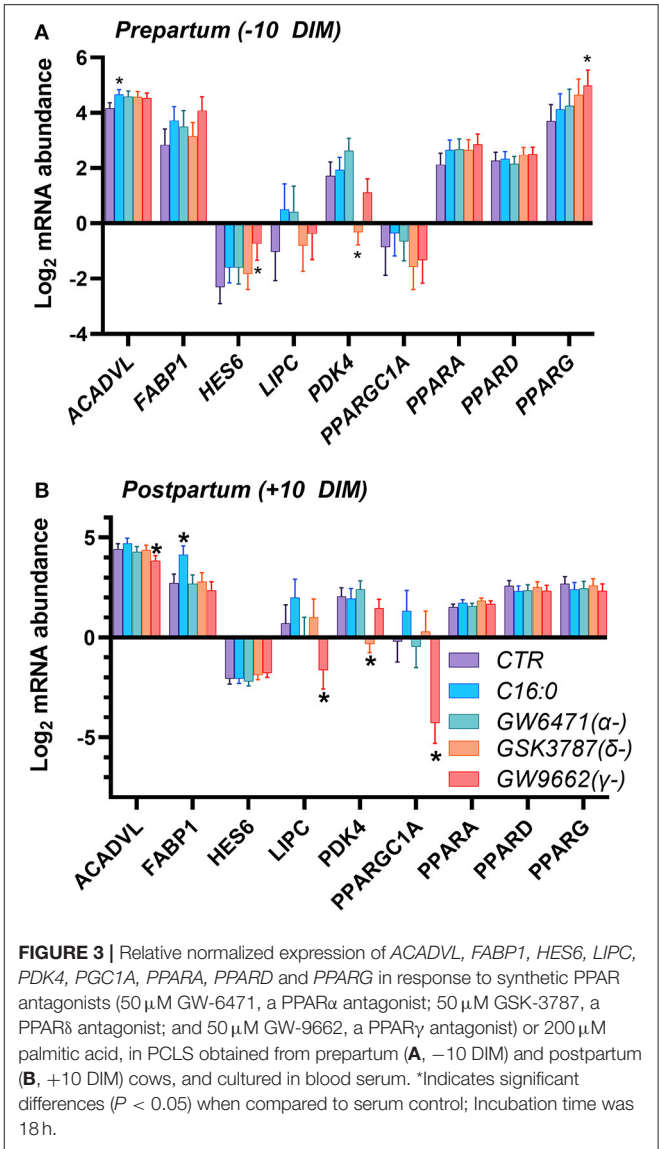 A Prepartum (-10 DIM)
Log2 mRNA abundance
6
4
2
0
-2
-4
*
*
*
*
ACADVL
FABP1
HES6
LIPC
PDK4
PPARGC1A
PPARA
PPARD
PPARG
B Postpartum (+10 DIM)
Log2 mRNA abundance
5
0
-5
*
*
*
*
*
CTR
C16:0
GW6471(α-)
GSK3787(δ-)
GW9662(γ-)
ACADVL
FABP1
HES6
LIPC
PDK4
PPARGC1A
PPARA
PPARD
PPARG
FIGURE 3 | Relative normalized expression of ACADVL, FABP1, HES6, LIPC,
PDK4, PGC1A, PPARA, PPARD and PPARG in response to synthetic PPAR
antagonists (50 μM GW-6471, a PPARα antagonist; 50 μM GSK-3787, a
PPARδ antagonist; and 50 μM GW-9662, a PPARγ antagonist) or 200 μM
palmitic acid, in PCLS obtained from prepartum (A, −10 DIM) and postpartum
(B, +10 DIM) cows, and cultured in blood serum. *Indicates significant
differences (P < 0.05) when compared to serum control; Incubation time was
18 h.